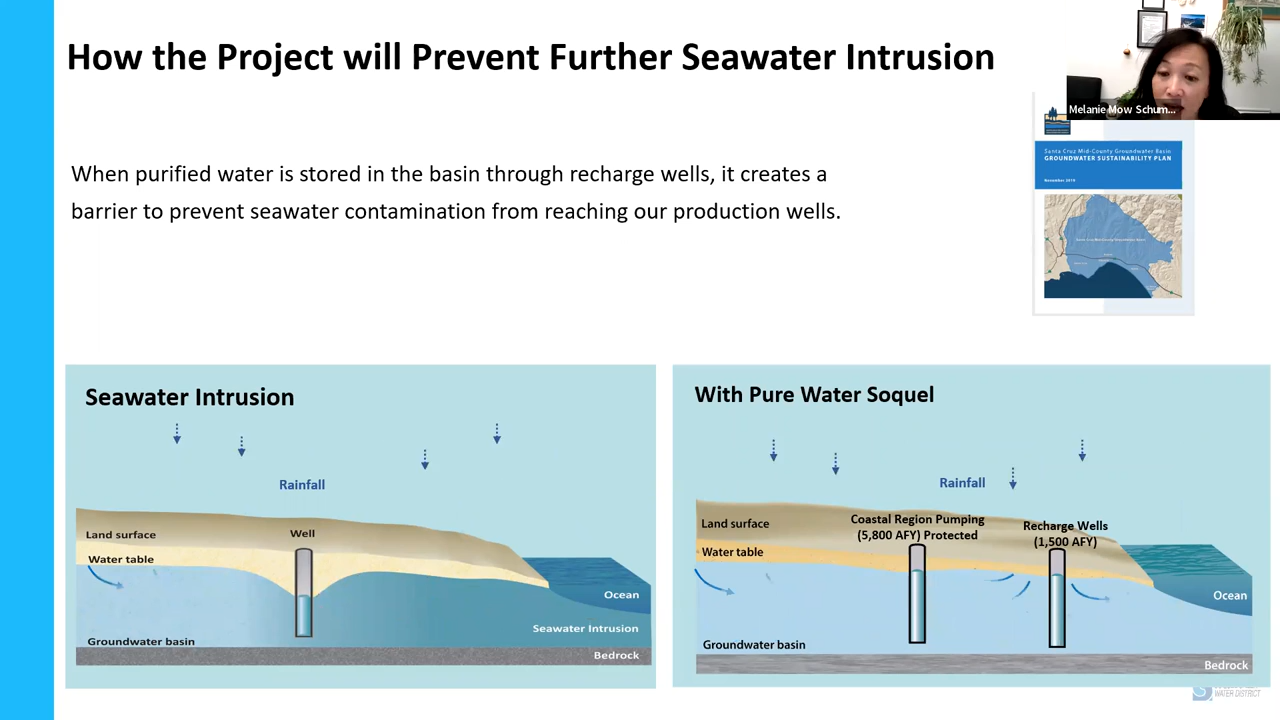 How the Project will Prevent Further Seawater Intrusion
Melanie Mow Schum...
Santa Cruz Mid-County Groundwater Basin
GROUNDWATER SUSTAINABILITY PLAN
November 2019
When purified water is stored in the basin through recharge wells, it creates a
barrier to prevent seawater contamination from reaching our production wells.
Seawater Intrusion
Rainfall
Well
Land surface
Water table
Ocean
Seawater Intrusion
Groundwater basin
Bedrock
With Pure Water Soquel
Rainfall
Coastal Region Pumping
(5,800 AFY) Protected
Recharge Wells
(1,500 AFY)
Land surface
Water table
Ocean
Groundwater basin
Bedrock
WATER DISTRICT